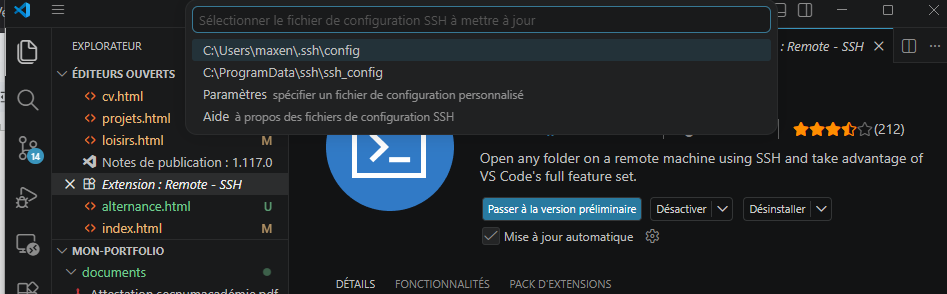 Sélectionner le fichier de configuration SSH à mettre à jour
C:\Users\maxen\.ssh\config
C:\ProgramData\ssh\ssh_config
Paramètres spécifier un fichier de configuration personnalisé
Aide à propos des fichiers de configuration SSH
EXPLORATEUR
: Remote - SSH
ÉDITEURS OUVERTS
cv.html M
projets.html M
loisirs.html M
Notes de publication : 1.117.0
Extension : Remote - SSH
alternance.html U
index.html M
MON-PORTFOLIO
documents
14
(212)
Open any folder on a remote machine using SSH and take advantage of
VS Code's full feature set.
Passer à la version préliminaire
Désactiver
Désinstaller
Mise à jour automatique
DÉTAILS FONCTIONNALITÉS PACK D'EXTENSIONS